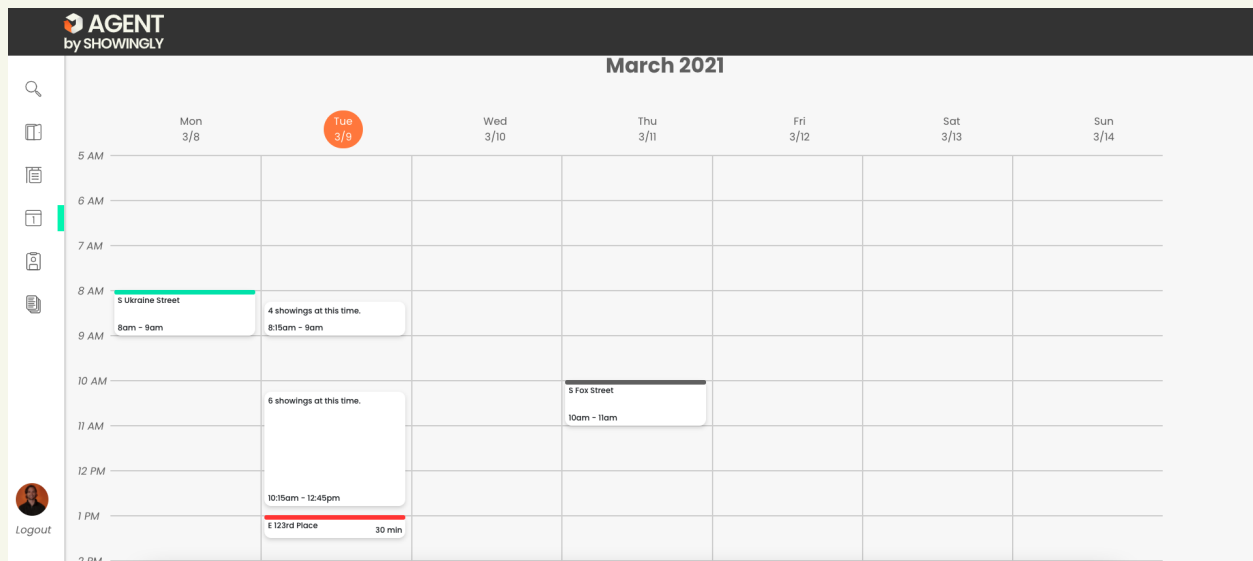 AGENT
by SHOWINGLY
March 2021
Mon
3/8
Tue
3/9
Wed
3/10
Thu
3/11
Fri
3/12
Sat
3/13
Sun
3/14
5 AM
6 AM
7 AM
8 AM
S Ukraine Street
8am - 9am
4 showings at this time.
8:15am - 9am
9 AM
10 AM
S Fox Street
10am - 11am
6 showings at this time.
10:15am - 12:45pm
11 AM
12 PM
1 PM
E 123rd Place
30 min
2 PM
1
Logout